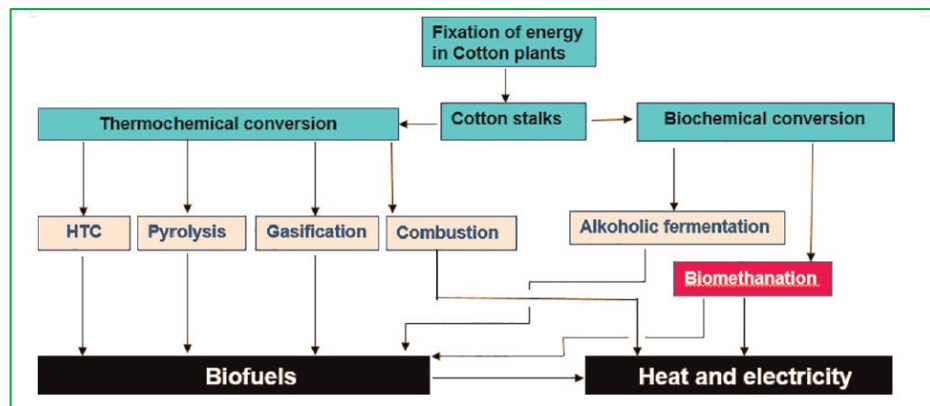 Fixation of energy
in Cotton plants
Thermochemical conversion
Cotton stalks
Biochemical conversion
HTC
Pyrolysis
Gasification
Combustion
Alkoholic fermentation
Biomethanation
Biofuels
Heat and electricity